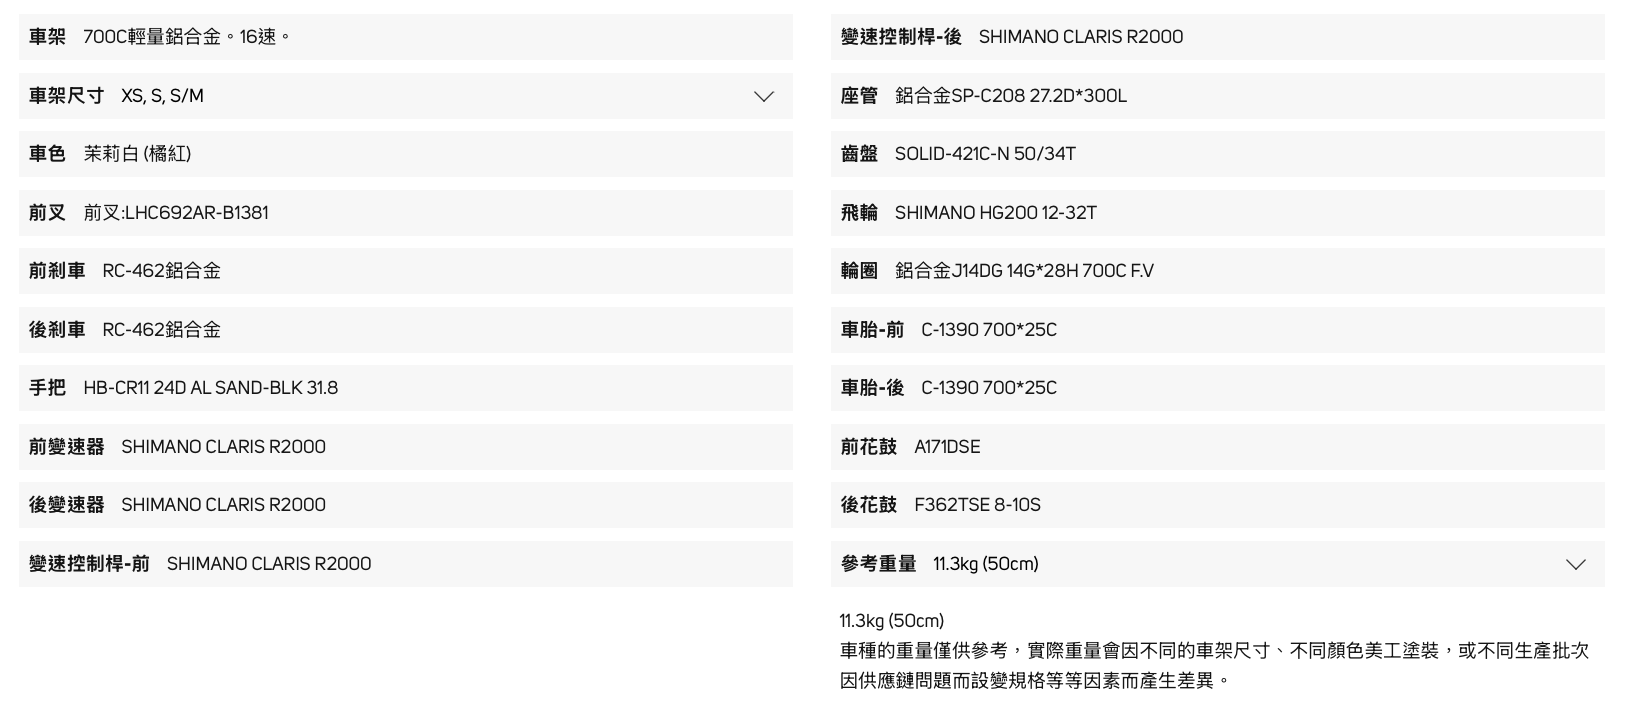 車架 700C輕量鋁合金。16速。
車架尺寸 XS, S, S/M
車色 茉莉白 (橘紅)
前叉 前叉:LHC692AR-B1381
前剎車 RC-462鋁合金
後剎車 RC-462鋁合金
手把 HB-CR11 24D AL SAND-BLK 31.8
前變速器 SHIMANO CLARIS R2000
後變速器 SHIMANO CLARIS R2000
變速控制桿-前 SHIMANO CLARIS R2000
變速控制桿-後 SHIMANO CLARIS R2000
座管 鋁合金SP-C208 27.2D*300L
齒盤 SOLID-421C-N 50/34T
飛輪 SHIMANO HG200 12-32T
輪圈 鋁合金J14DG 14G*28H 700C F.V
車胎-前 C-1390 700*25C
車胎-後 C-1390 700*25C
前花鼓 A171DSE
後花鼓 F362TSE 8-10S
參考重量 11.3kg (50cm)
11.3kg (50cm)
車種的重量僅供參考，實際重量會因不同的車架尺寸、不同顏色美工塗裝，或不同生產批次
因供應鏈問題而設變規格等等因素而產生差異。